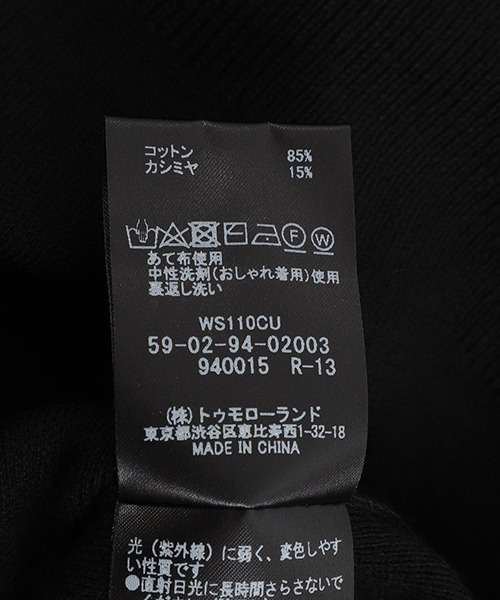 コットン 85%
カシミヤ 15%
F W
あて布使用
中性洗剤(おしゃれ着用)使用
裏返し洗い
WS110CU
59-02-94-02003
940015 R-13
(株)トゥモローランド
東京都渋谷区恵比寿西1-32-18
MADE IN CHINA
光(紫外線)に弱く、変色しやす
い性質です
●直射日光に長時間さらさないで